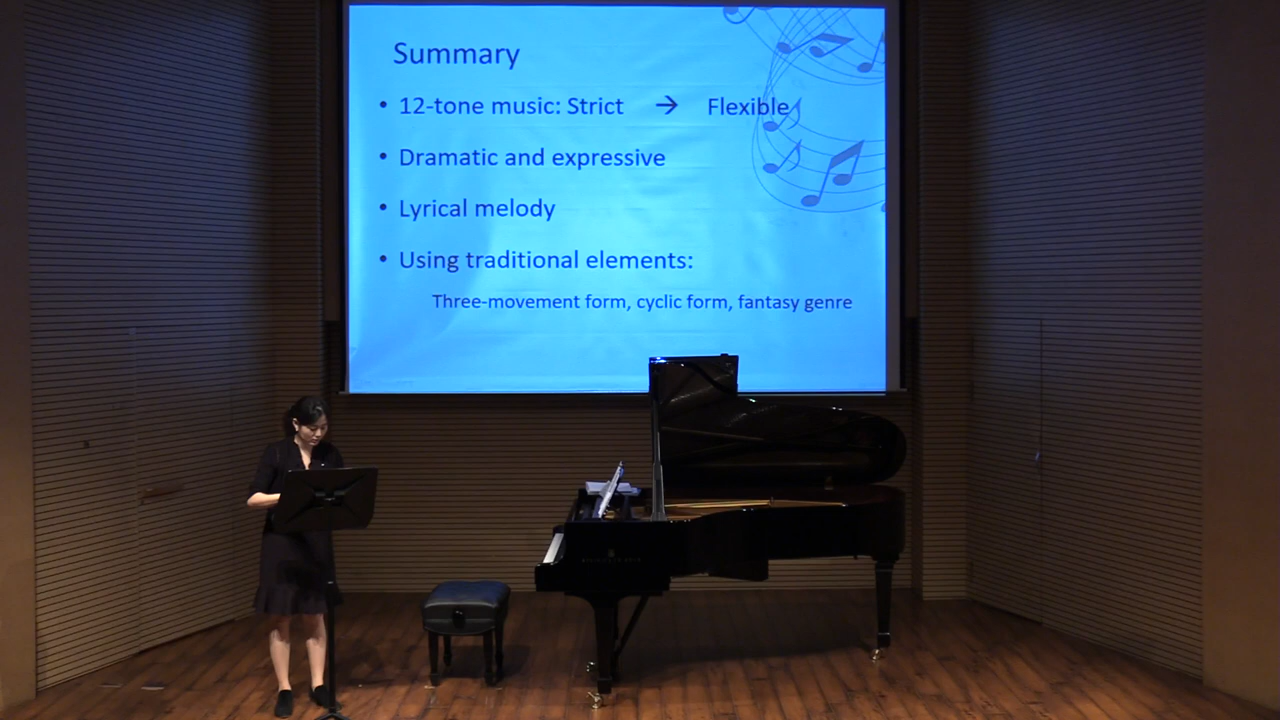 Summary
• 12-tone music: Strict → Flexible
• Dramatic and expressive
• Lyrical melody
• Using traditional elements:
Three-movement form, cyclic form, fantasy genre